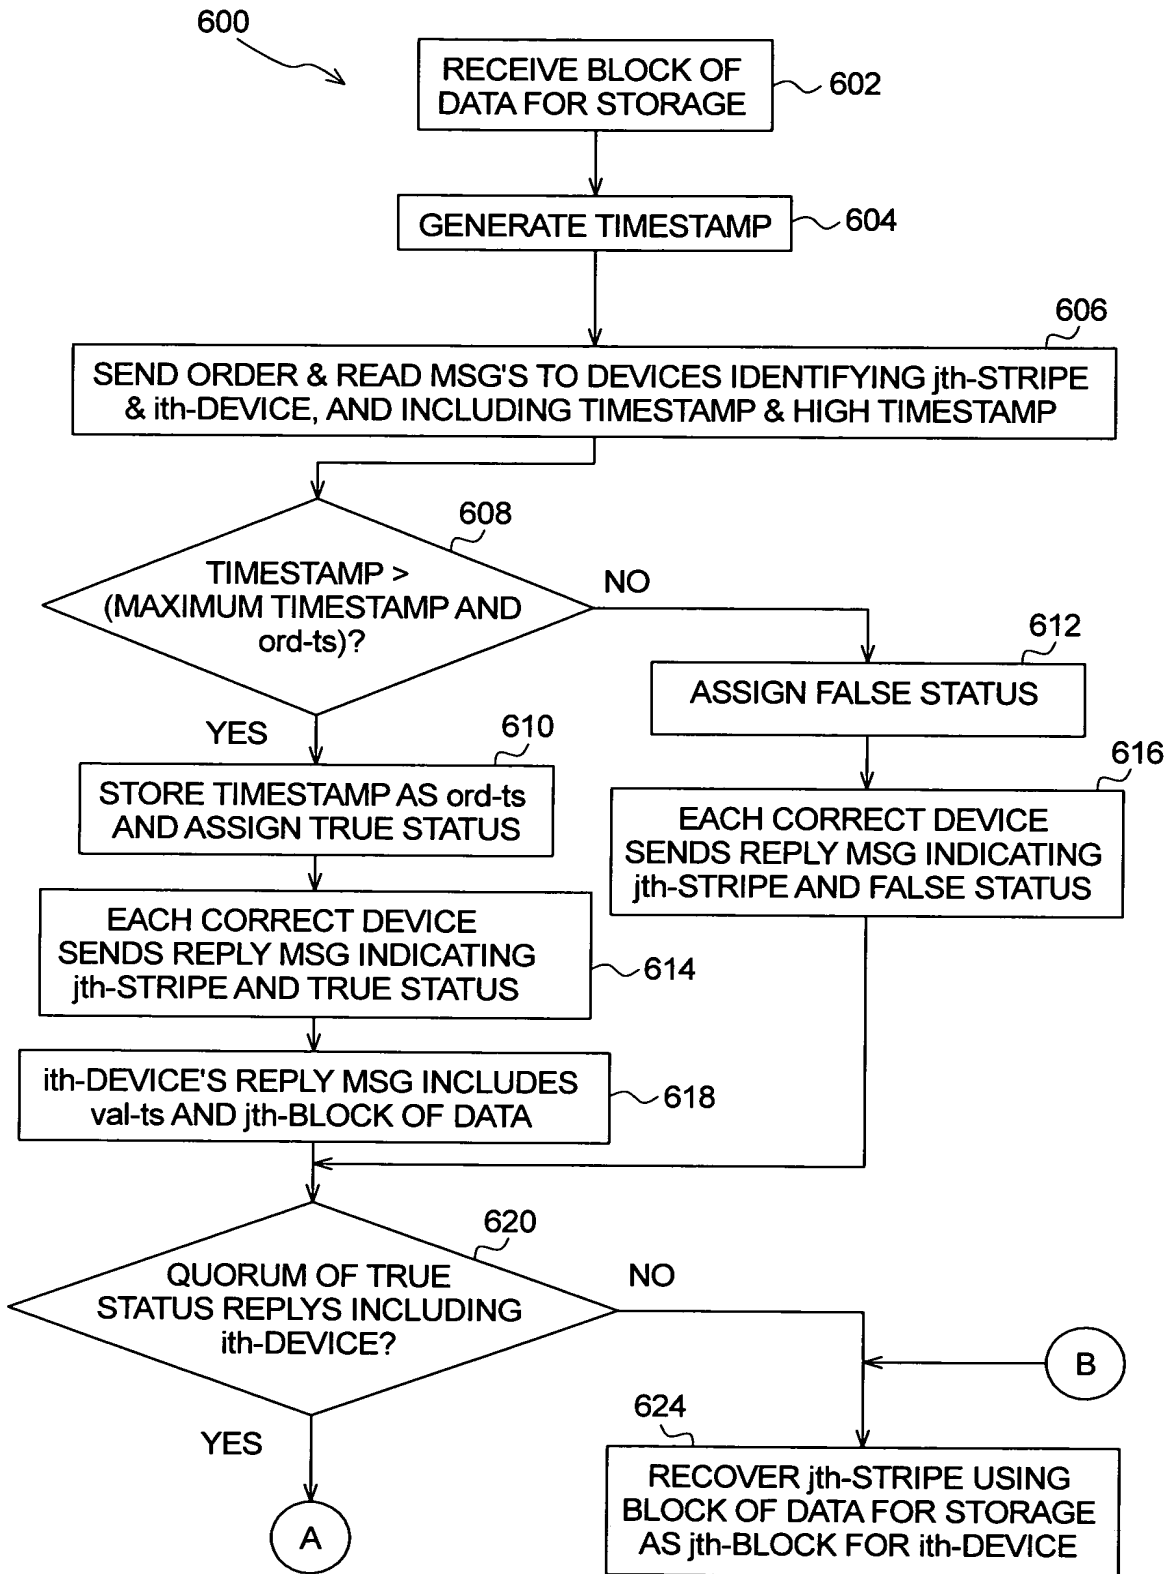 600
RECEIVE BLOCK OF
DATA FOR STORAGE
602
GENERATE TIMESTAMP
604
606
SEND ORDER & READ MSG'S TO DEVICES IDENTIFYING jth-STRIPE
& ith-DEVICE, AND INCLUDING TIMESTAMP & HIGH TIMESTAMP
608
TIMESTAMP >
(MAXIMUM TIMESTAMP AND
ord-ts)?
NO
YES
612
ASSIGN FALSE STATUS
610
STORE TIMESTAMP AS ord-ts
AND ASSIGN TRUE STATUS
616
EACH CORRECT DEVICE
SENDS REPLY MSG INDICATING
jth-STRIPE AND FALSE STATUS
EACH CORRECT DEVICE
SENDS REPLY MSG INDICATING
jth-STRIPE AND TRUE STATUS
614
ith-DEVICE'S REPLY MSG INCLUDES
val-ts AND jth-BLOCK OF DATA
618
620
QUORUM OF TRUE
STATUS REPLYS INCLUDING
ith-DEVICE?
NO
YES
B
A
624
RECOVER jth-STRIPE USING
BLOCK OF DATA FOR STORAGE
AS jth-BLOCK FOR ith-DEVICE